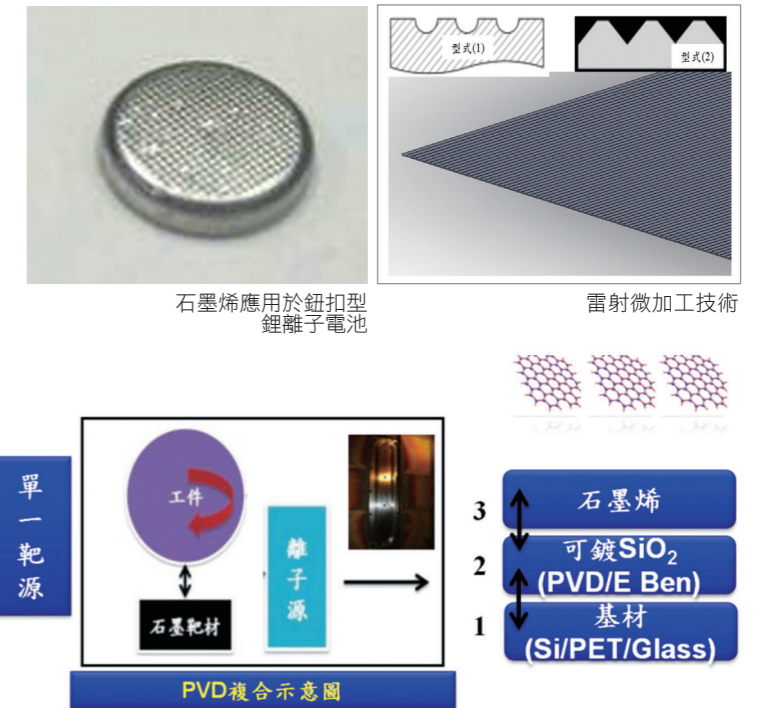 型式(1)
型式(2)
石墨烯應用於鈕扣型
鋰離子電池
雷射微加工技術
單一靶源
工件
離子源
石墨靶材
PVD複合示意圖
3
石墨烯
2
可鍍SiO₂
(PVD/E Ben)
1
基材
(Si/PET/Glass)